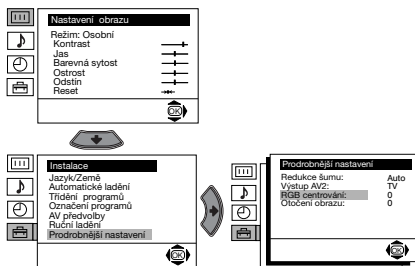 Nastavení obrazu
Režim: Osobní
Kontrast
Jas
Barevná sytost
Ostrost
Odstín
Reset
OK
Instalace
Jazyk/Země
Automatické ladění
Třídění programů
Označení programů
AV předvolby
Ruční ladění
Prodrobnější nastavení
OK
Prodrobnější nastavení
Redukce šumu: Auto
Výstup AV2: TV
RGB centrování: 0
Otočení obrazu: 0
OK